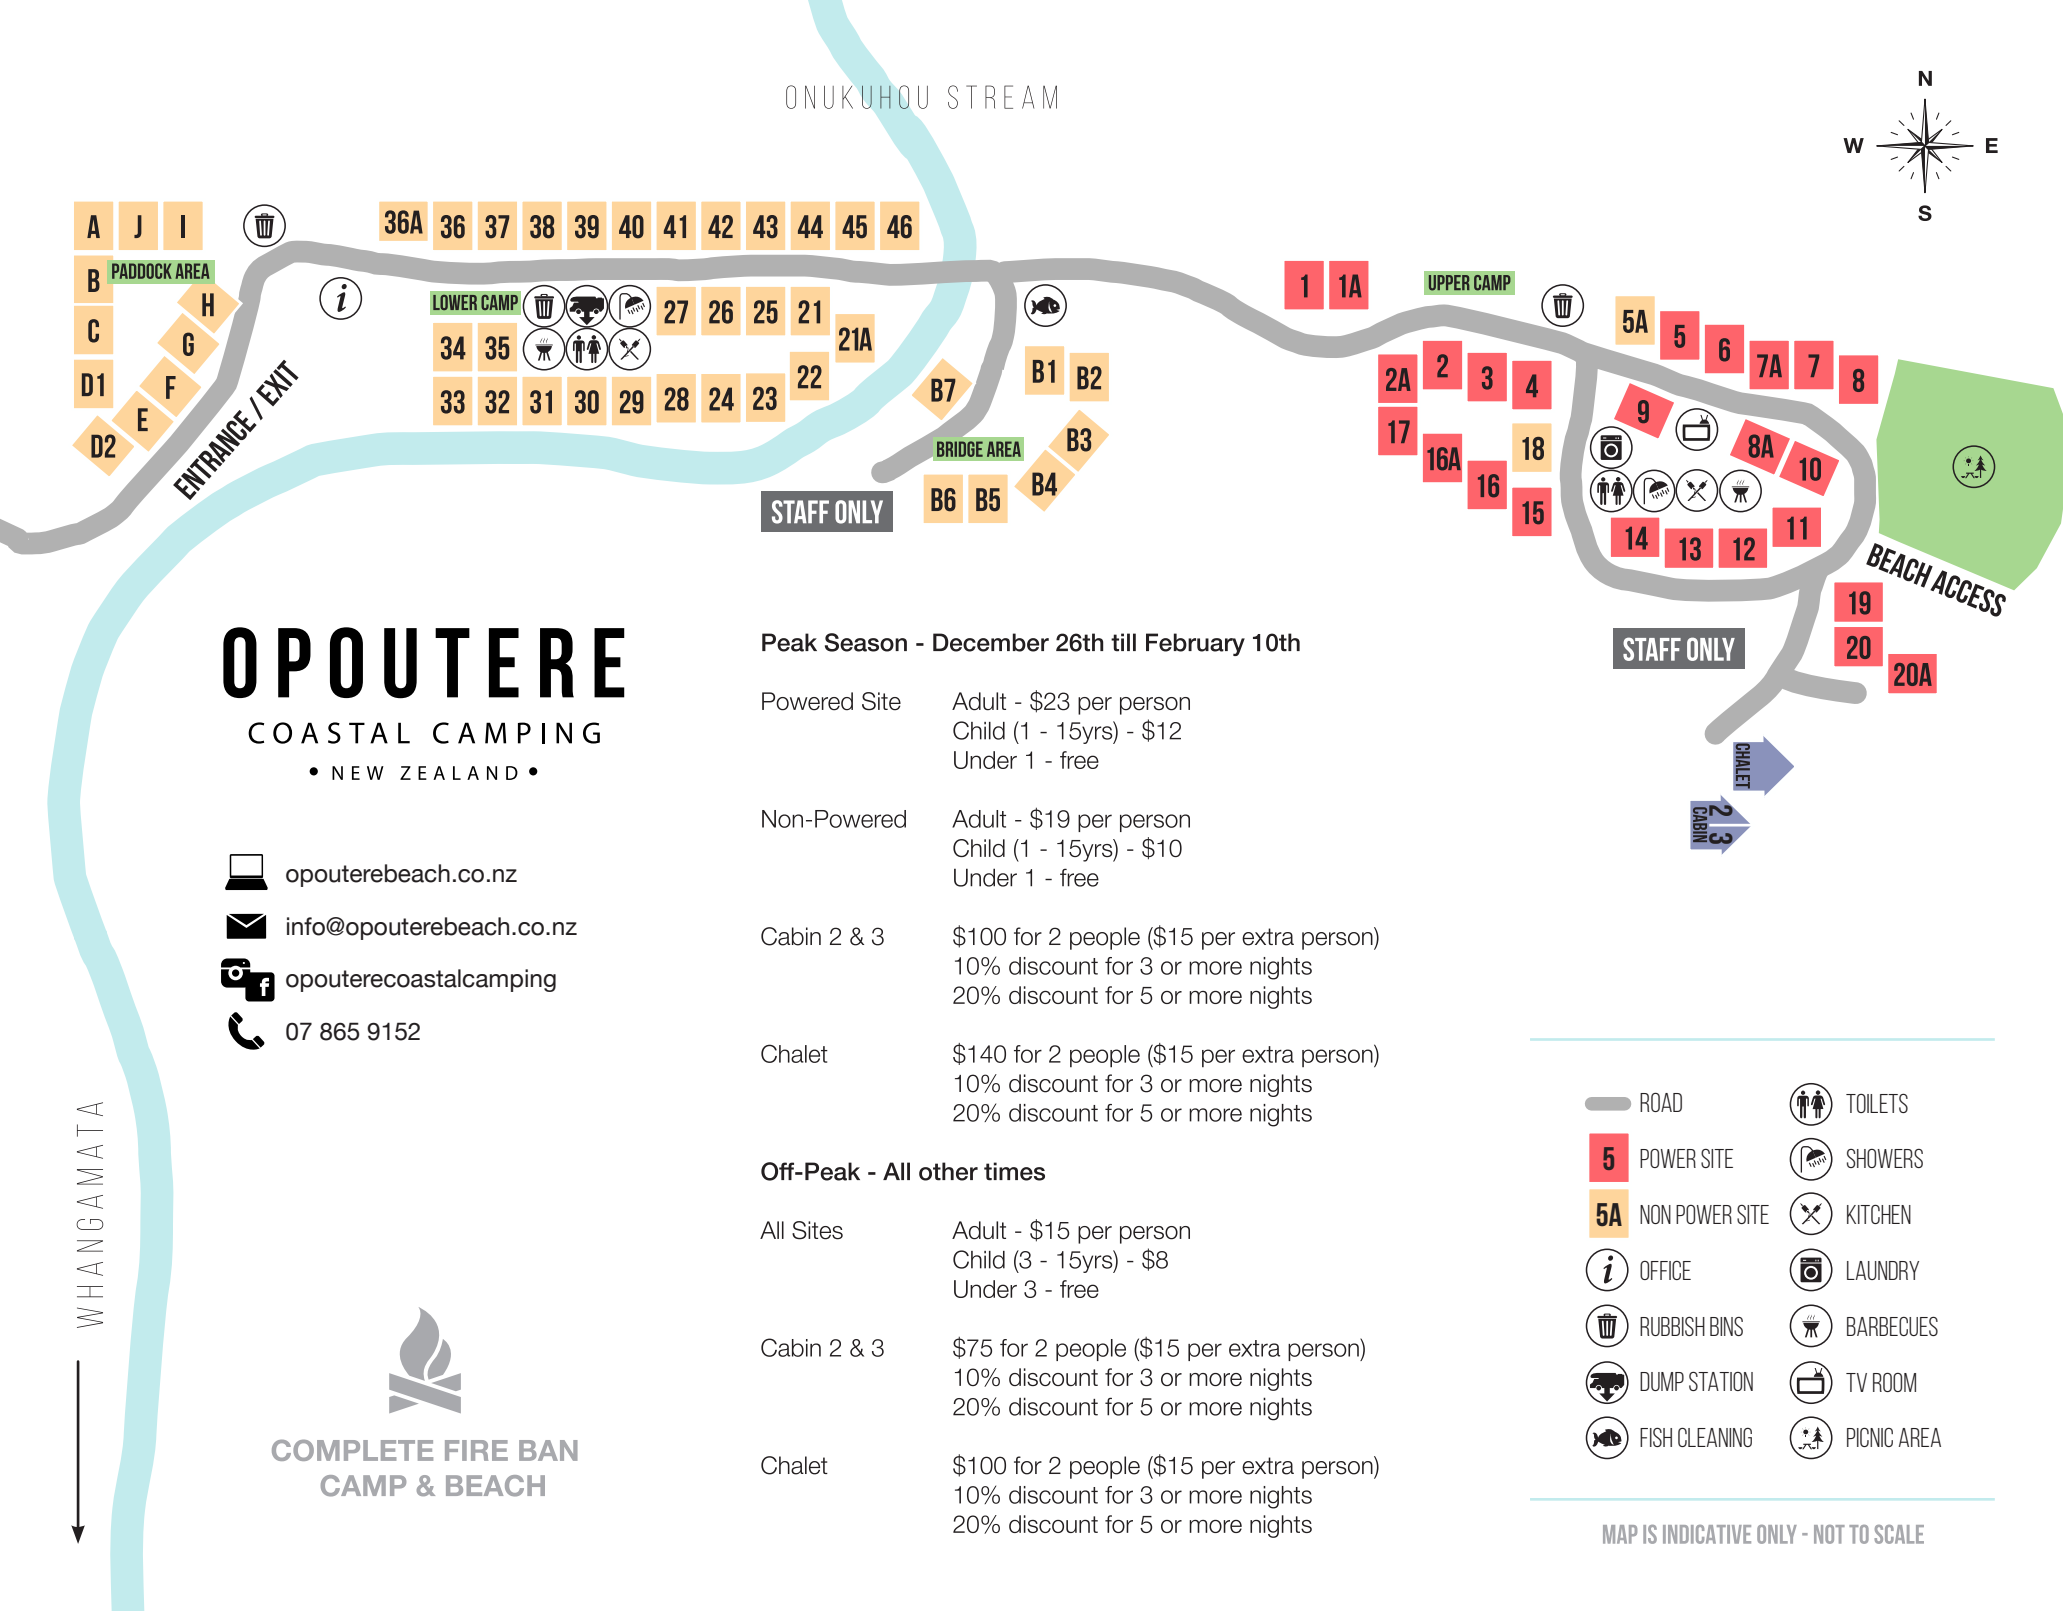 ONUKUHOU STREAM
N
W E
S
A J I
B PADDOCK AREA
C
D1
D2
E
F
G
H
ENTRANCE / EXIT
36A 36 37 38 39 40 41 42 43 44 45 46
LOWER CAMP
27 26 25 21
21A
34 35
22
33 32 31 30 29 28 24 23
B7
B1 B2
B3
B4
BRIDGE AREA
B6 B5
STAFF ONLY
1 1A
UPPER CAMP
5A 5 6 7A 7 8
2A 2 3 4
17 16A 16 15
18
9
8A 10
11
14 13 12
BEACH ACCESS
19
20
20A
STAFF ONLY
CHALET
CABIN
2 3
OPOUTERE
COASTAL CAMPING
• NEW ZEALAND •
opouterebeach.co.nz
info@opouterebeach.co.nz
f
opouterecoastalcamping
07 865 9152
WHANGAMATA
COMPLETE FIRE BAN
CAMP & BEACH
Peak Season - December 26th till February 10th
Powered Site Adult - $23 per person
Child (1 - 15yrs) - $12
Under 1 - free
Non-Powered Adult - $19 per person
Child (1 - 15yrs) - $10
Under 1 - free
Cabin 2 & 3 $100 for 2 people ($15 per extra person)
10% discount for 3 or more nights
20% discount for 5 or more nights
Chalet $140 for 2 people ($15 per extra person)
10% discount for 3 or more nights
20% discount for 5 or more nights
Off-Peak - All other times
All Sites Adult - $15 per person
Child (3 - 15yrs) - $8
Under 3 - free
Cabin 2 & 3 $75 for 2 people ($15 per extra person)
10% discount for 3 or more nights
20% discount for 5 or more nights
Chalet $100 for 2 people ($15 per extra person)
10% discount for 3 or more nights
20% discount for 5 or more nights
ROAD
5 POWER SITE
5A NON POWER SITE
i OFFICE
RUBBISH BINS
DUMP STATION
FISH CLEANING
TOILETS
SHOWERS
KITCHEN
LAUNDRY
BARBECUES
TV ROOM
PICNIC AREA
MAP IS INDICATIVE ONLY - NOT TO SCALE